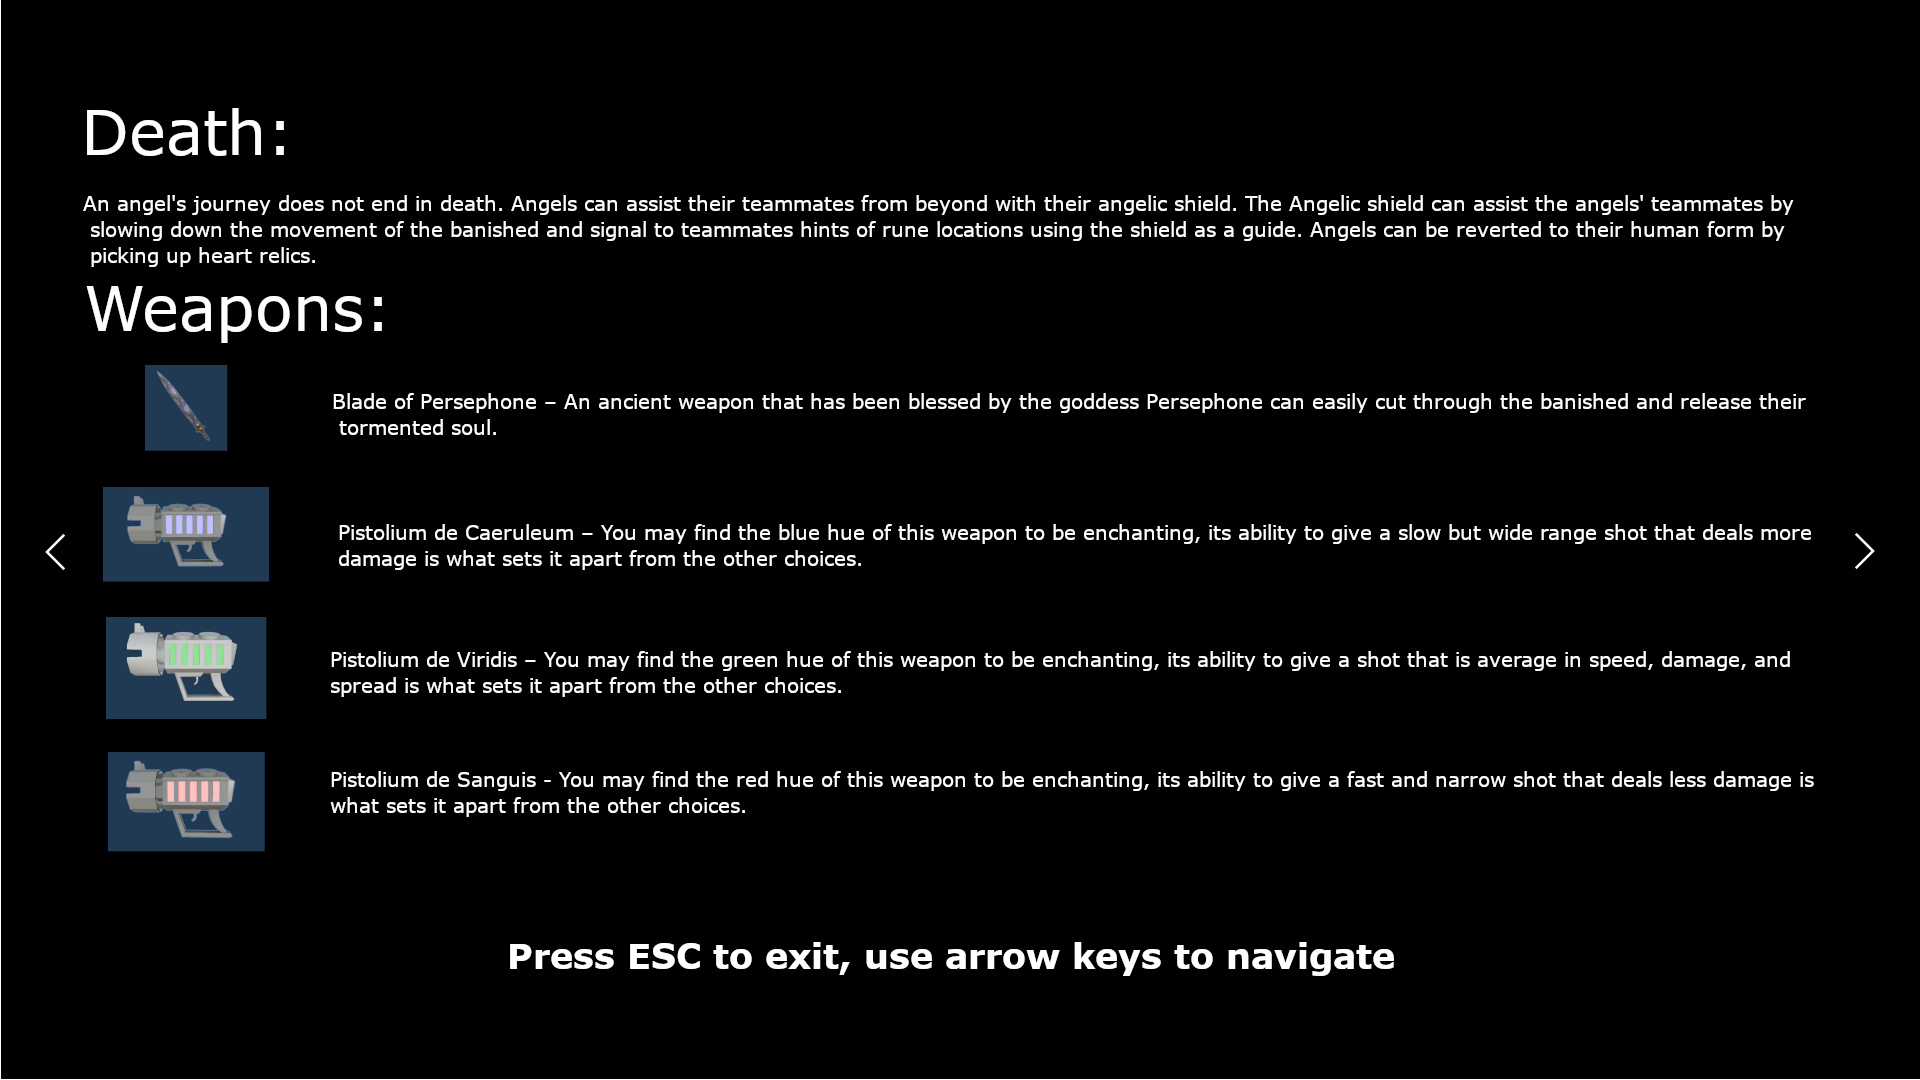 Death:
An angel's journey does not end in death. Angels can assist their teammates from beyond with their angelic shield. The Angelic shield can assist the angels' teammates by
slowing down the movement of the banished and signal to teammates hints of rune locations using the shield as a guide. Angels can be reverted to their human form by
picking up heart relics.
Weapons:
Blade of Persephone – An ancient weapon that has been blessed by the goddess Persephone can easily cut through the banished and release their
tormented soul.
Pistolium de Caeruleum – You may find the blue hue of this weapon to be enchanting, its ability to give a slow but wide range shot that deals more
damage is what sets it apart from the other choices.
Pistolium de Viridis – You may find the green hue of this weapon to be enchanting, its ability to give a shot that is average in speed, damage, and
spread is what sets it apart from the other choices.
Pistolium de Sanguis - You may find the red hue of this weapon to be enchanting, its ability to give a fast and narrow shot that deals less damage is
what sets it apart from the other choices.
Press ESC to exit, use arrow keys to navigate